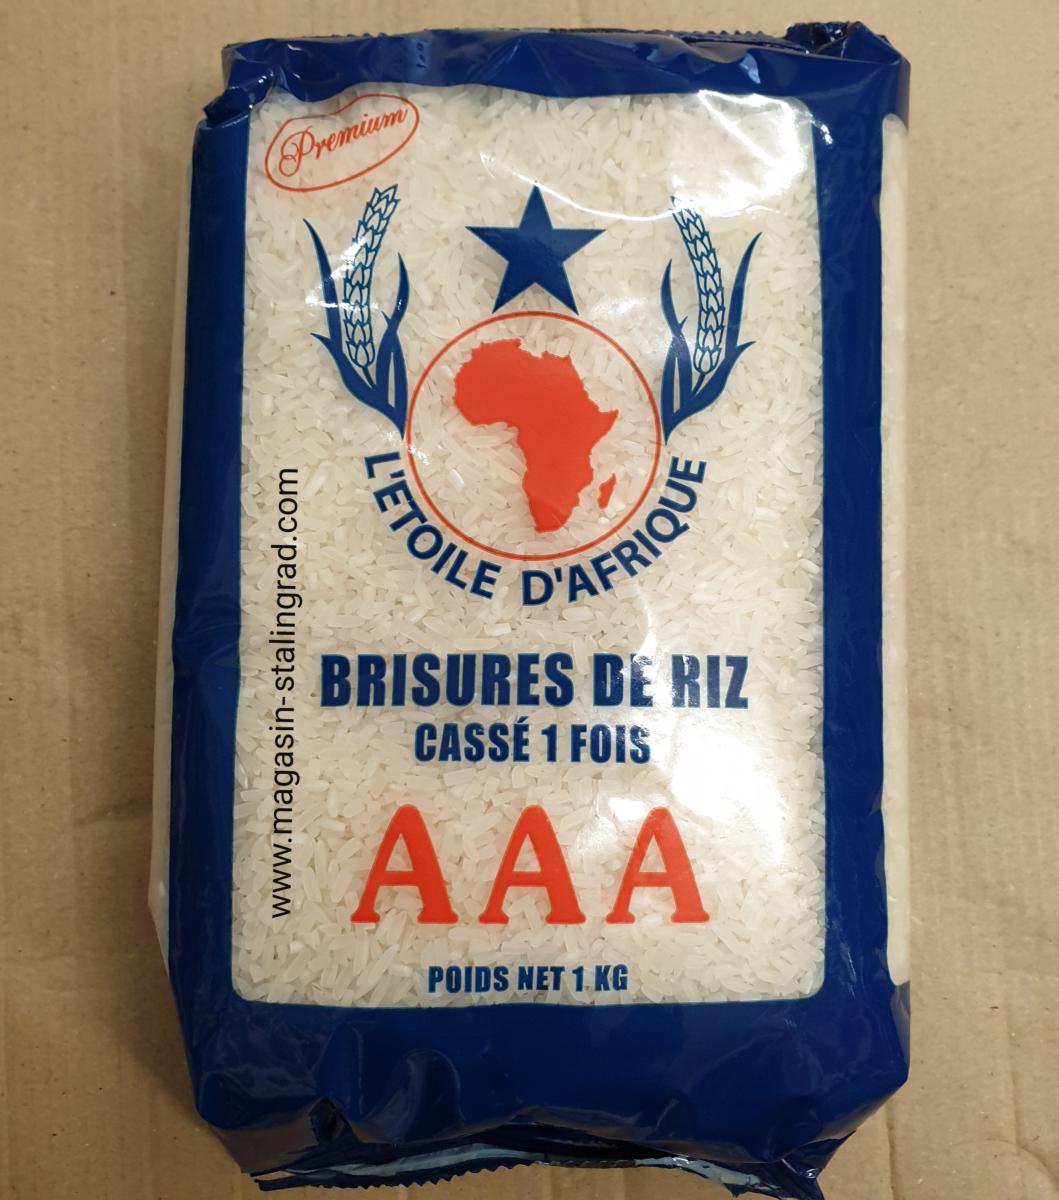 Premium
L'ETOILE D'AFRIQUE
BRISURES DE RIZ
CASSÉ 1 FOIS
AAA
POIDS NET 1 KG
www.magasin-stalingrad.com